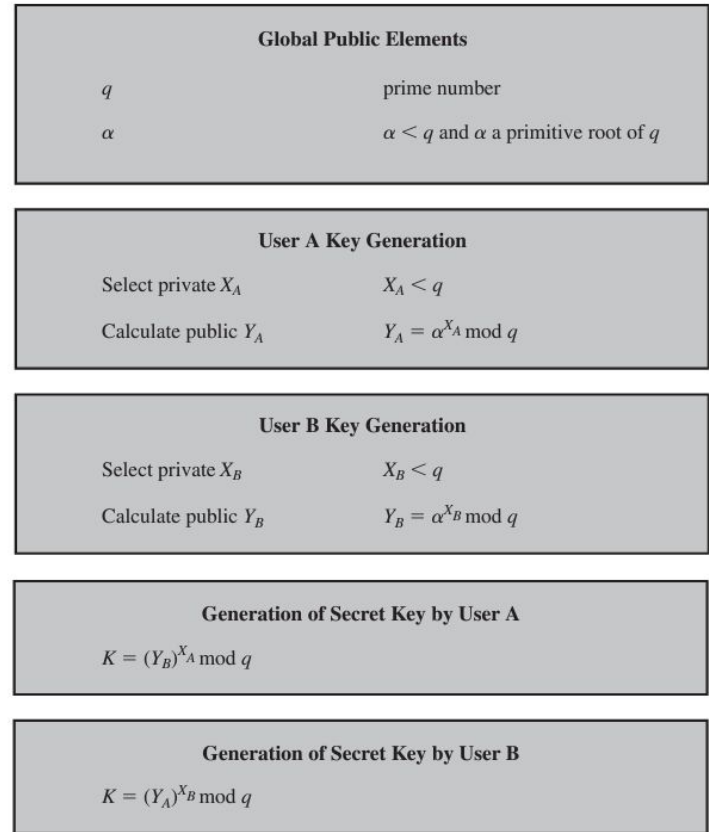 Global Public Elements
q prime number
α α < q and α a primitive root of q
User A Key Generation
Select private X_A X_A < q
Calculate public Y_A Y_A = α^{X_A} mod q
User B Key Generation
Select private X_B X_B < q
Calculate public Y_B Y_B = α^{X_B} mod q
Generation of Secret Key by User A
K = (Y_B)^{X_A} mod q
Generation of Secret Key by User B
K = (Y_A)^{X_B} mod q